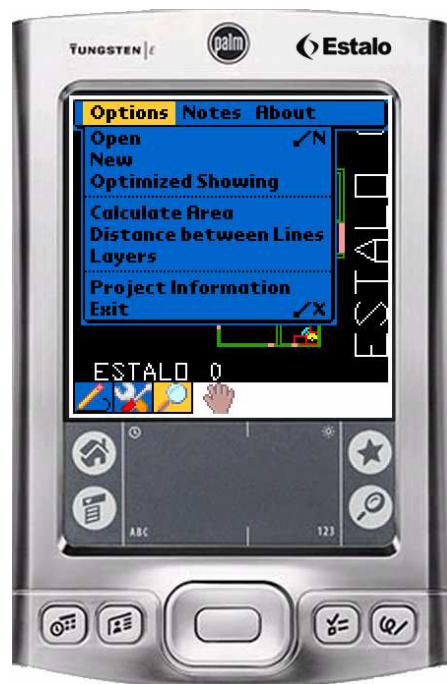 TUNGSTEN | E palm Estalo
Options Notes About
Open /N
New
Optimized Showing
Calculate Area
Distance between Lines
Layers
Project Information
Exit /X
ESTALO
ESTALO 0
ABC 123